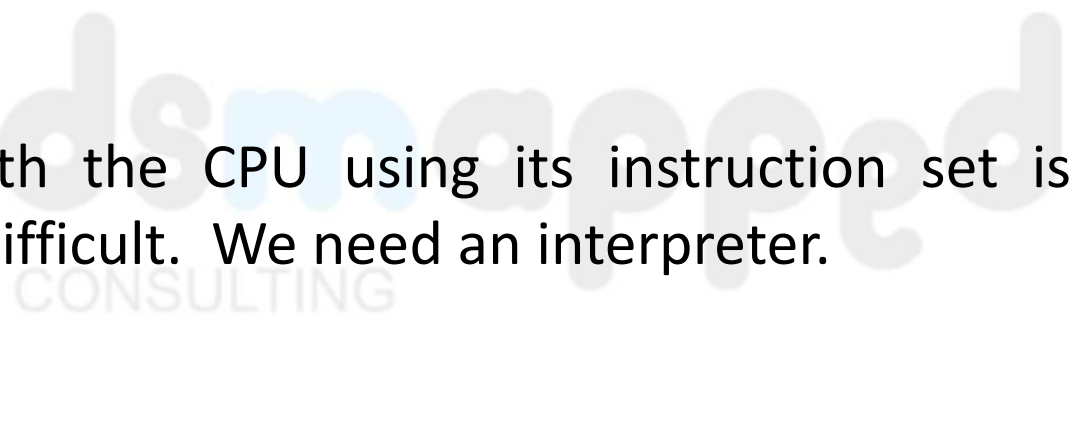 th the CPU using its instruction set is
ifficult. We need an interpreter.
dsmapped
CONSULTING